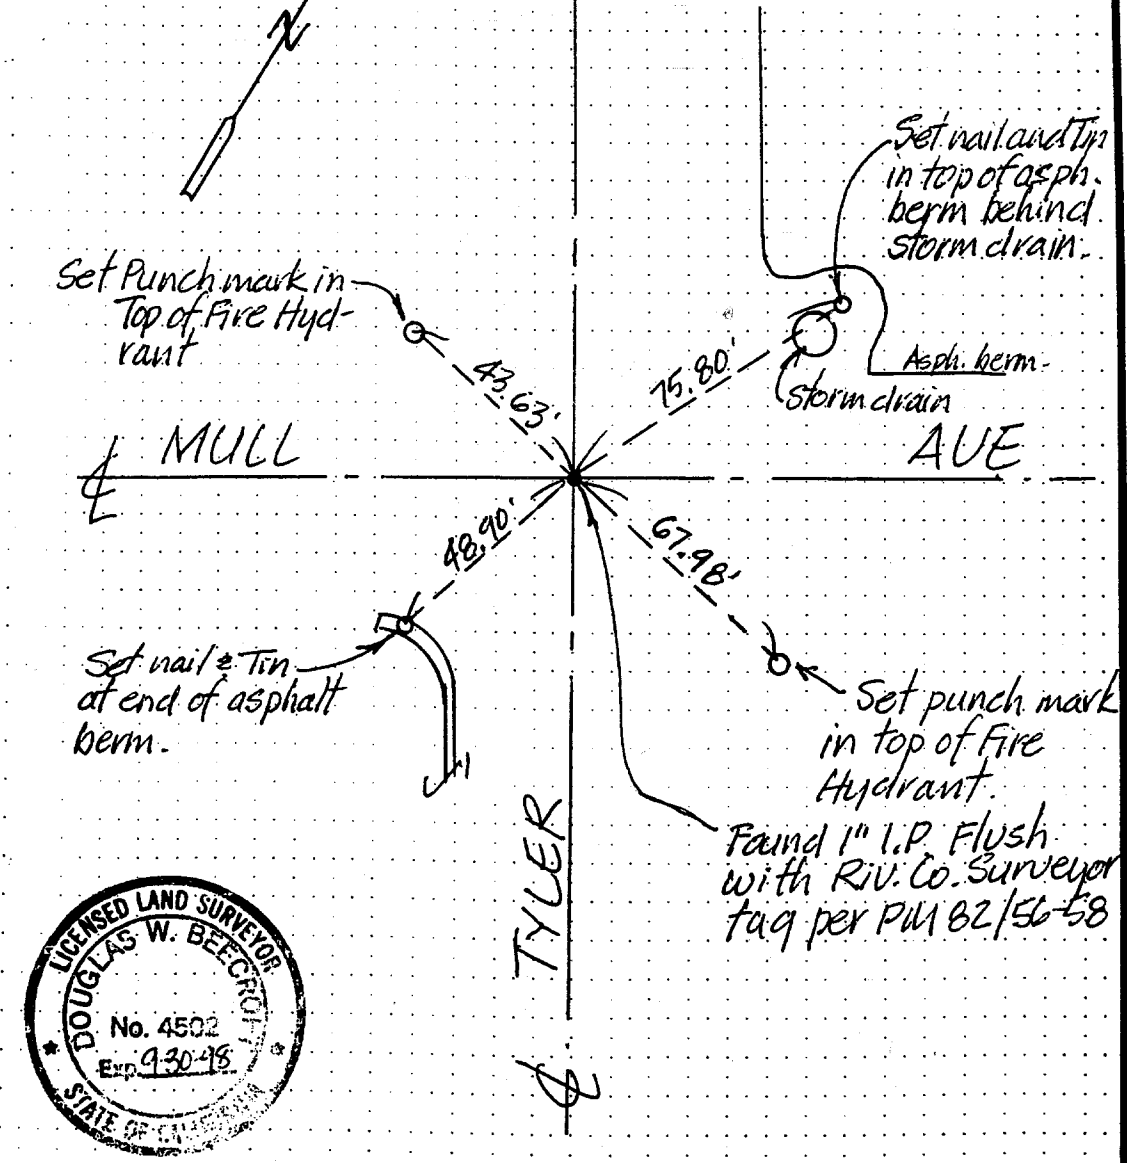 N
Set nail and Tin
in top of asph.
berm behind
storm drain.
Set Punch mark in
Top of Fire Hyd-
rant
43.63'
75.80'
Asph. berm
Storm drain
℄ MULL AVE
48.90'
67.98'
Set nail & Tin
at end of asphalt
berm.
Set punch mark
in top of Fire
Hydrant.
Found 1" I.P. Flush
with Riv. Co. Surveyor
tag per PM 82/56-58
℄ TYLER
LICENSED LAND SURVEYOR
DOUGLAS W. BEECROFT
No. 4502
Exp. 9-30-98
STATE OF CALIFORNIA